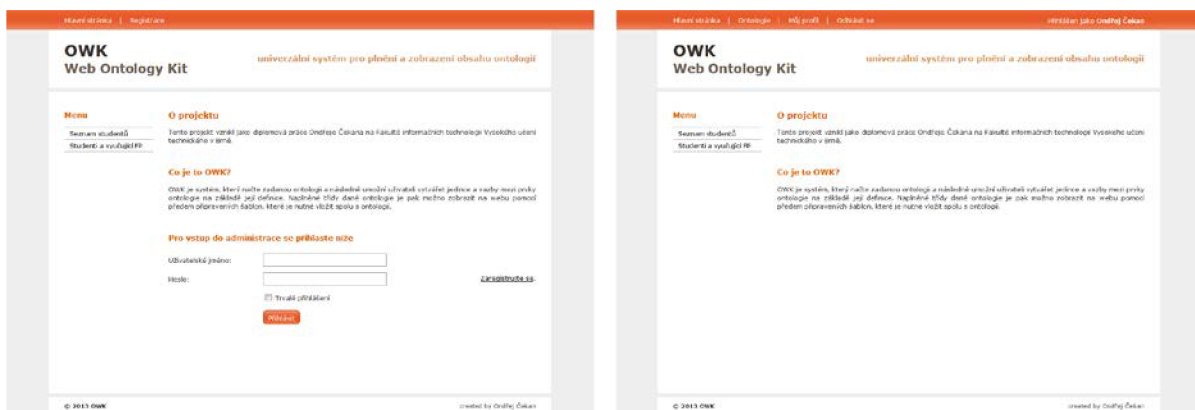 Hlavní stránka | Registrace
OWK
Web Ontology Kit
univerzální systém pro plnění a zobrazení obsahu ontologií
Menu
Seznam studentů
Studenti a vyučující FP
O projektu
Tento projekt vznikl jako diplomová práce Ondřeje Čekana na Fakultě informačních technologií Vysokého učení
technického v Brně.
Co je to OWK?
OWK je systém, který načte zadanou ontologii a následně umožní uživateli vytvářet jedince a vazby mezi prvky
ontologie na základě její definice. Naplněné třídy dané ontologie je pak možno zobrazit na webu pomocí
předem připravených šablon, které je nutné vložit spolu s ontologií.
Pro vstup do administrace se přihlaste níže
Uživatelské jméno:
Heslo:
Zaregistrujte se.
Trvalé přihlášení
Přihlásit
© 2013 OWK
created by Ondřej Čekan
Hlavní stránka | Ontologie | Můj profil | Odhlásit se
Přihlášen jako Ondřej Čekan
OWK
Web Ontology Kit
univerzální systém pro plnění a zobrazení obsahu ontologií
Menu
Seznam studentů
Studenti a vyučující FP
O projektu
Tento projekt vznikl jako diplomová práce Ondřeje Čekana na Fakultě informačních technologií Vysokého učení
technického v Brně.
Co je to OWK?
OWK je systém, který načte zadanou ontologii a následně umožní uživateli vytvářet jedince a vazby mezi prvky
ontologie na základě její definice. Naplněné třídy dané ontologie je pak možno zobrazit na webu pomocí
předem připravených šablon, které je nutné vložit spolu s ontologií.
© 2013 OWK
created by Ondřej Čekan